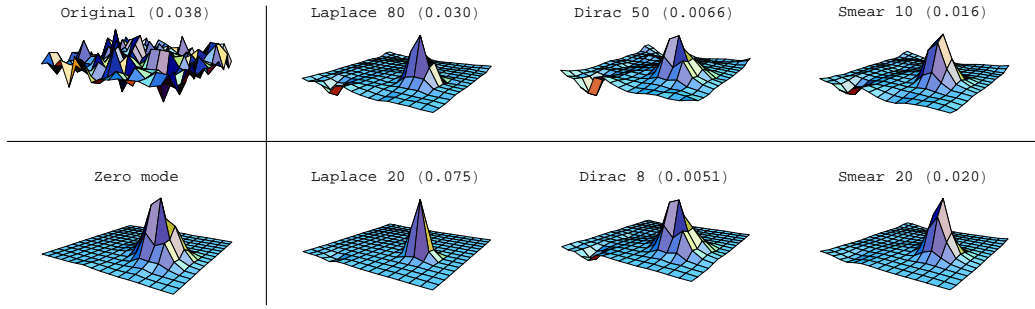 Original (0.038)
Laplace 80 (0.030)
Dirac 50 (0.0066)
Smear 10 (0.016)
Zero mode
Laplace 20 (0.075)
Dirac 8 (0.0051)
Smear 20 (0.020)